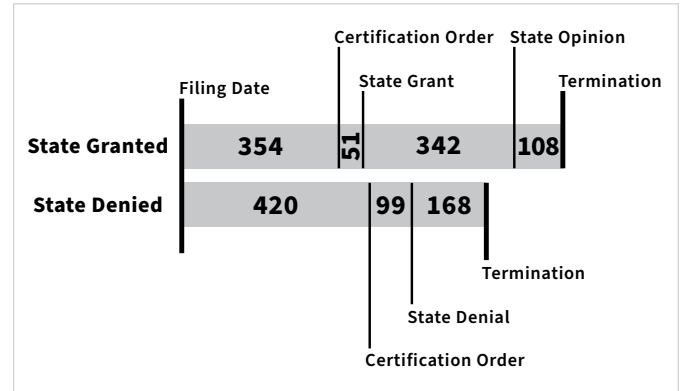 Certification Order State Opinion
Filing Date State Grant Termination
State Granted 354 51 342 108
State Denied 420 99 168
Termination
State Denial
Certification Order